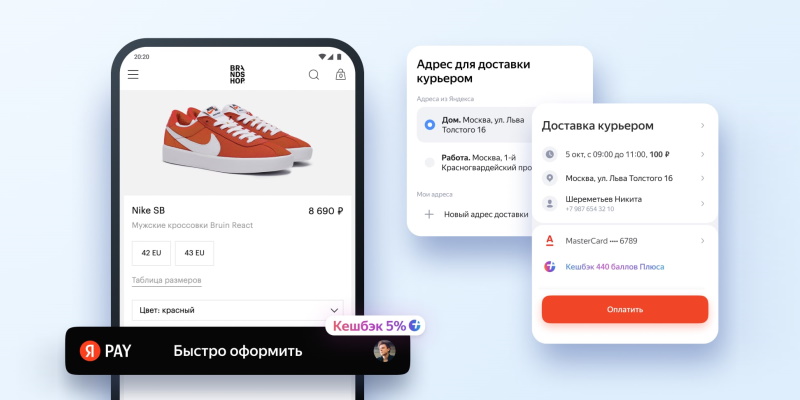 20:20
BRA
NDS
HOP
Nike SB
8 690 ₽
Мужские кроссовки Bruin React
42 EU
43 EU
Таблица размеров
Цвет: красный
Кешбэк 5%
Я PAY
Быстро оформить
Адрес для доставки
курьером
Адреса из Яндекса
Дом. Москва, ул. Льва
Толстого 16
Работа. Москва, 1-й
Красногвардейский про
Мои адреса
Новый адрес доставки
Доставка курьером
5 окт, с 09:00 до 11:00, 100 ₽
Москва, ул. Льва Толстого 16
Шереметьев Никита
+7 987 654 32 10
MasterCard •••• 6789
Кешбэк 440 баллов Плюса
Оплатить